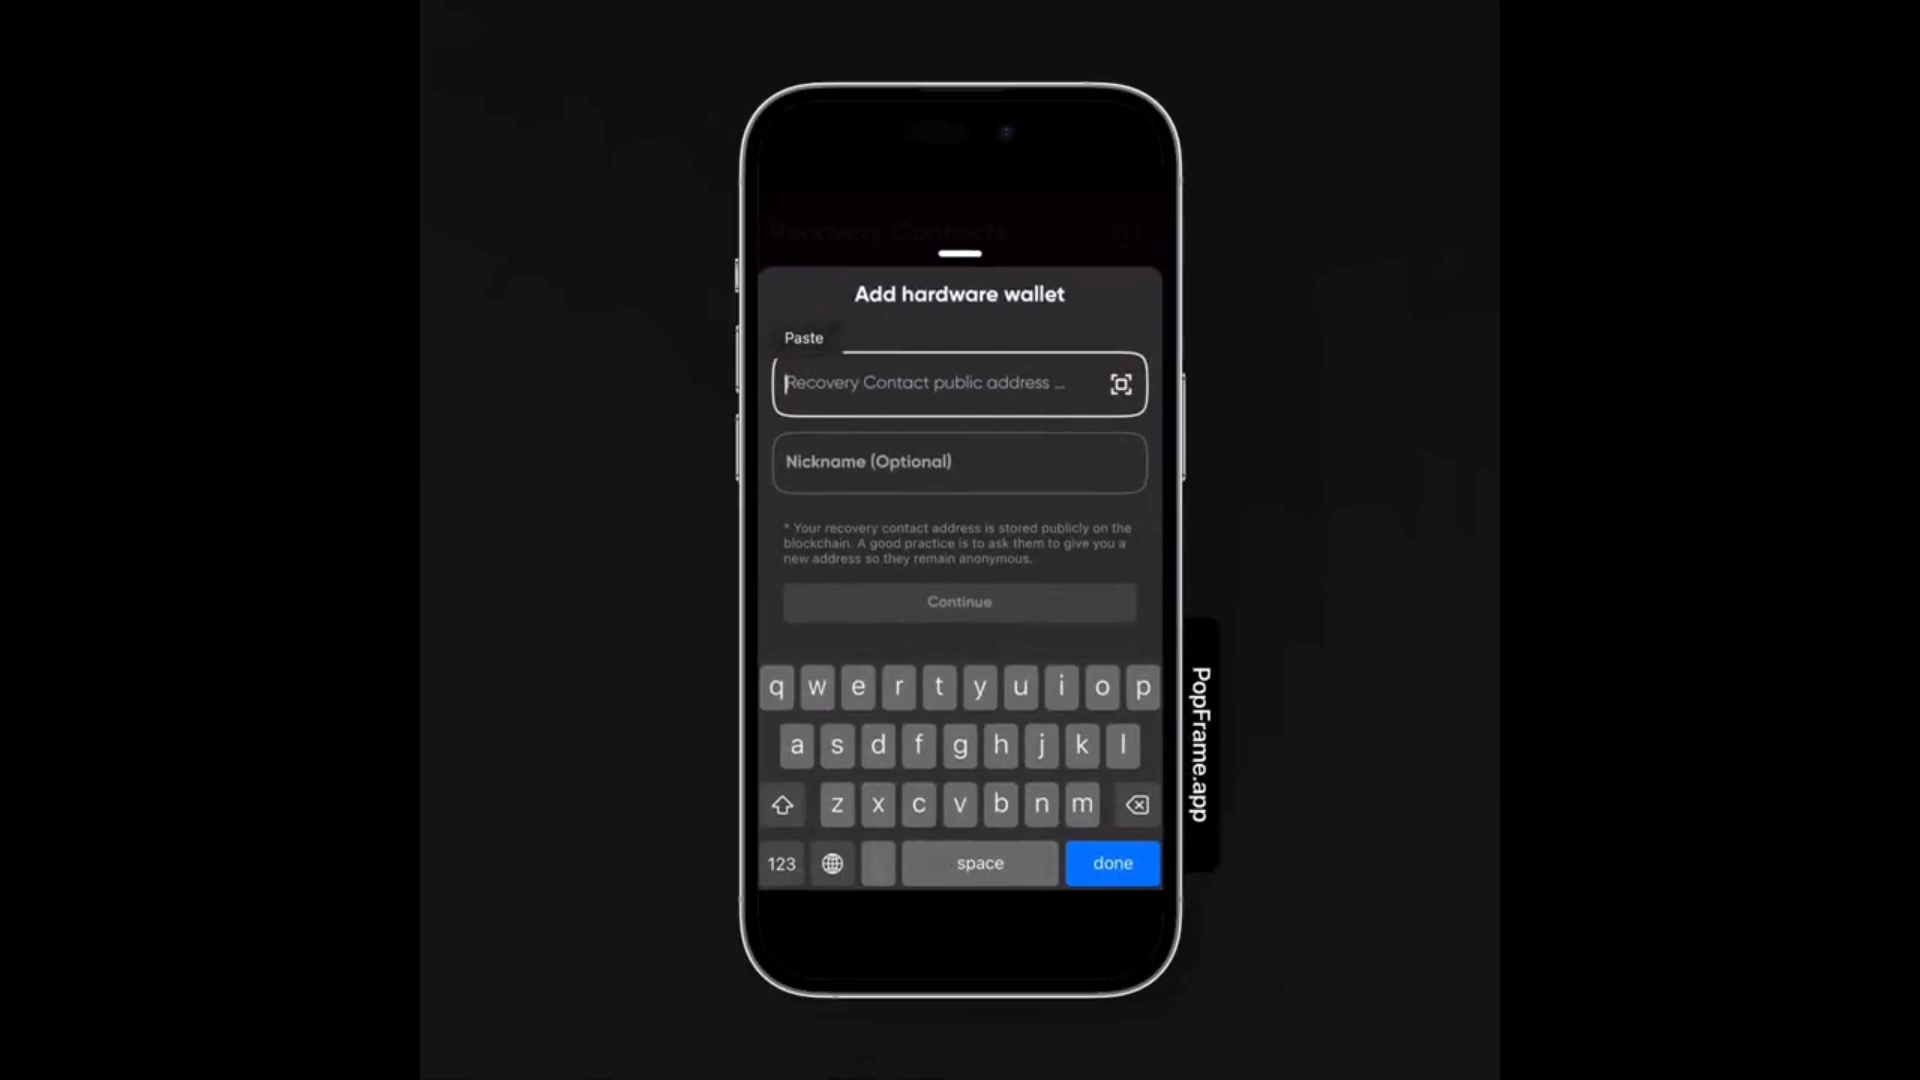 Recovery Contacts
Add hardware wallet
Paste
Recovery Contact public address ...
Nickname (Optional)
* Your recovery contact address is stored publicly on the
blockchain. A good practice is to ask them to give you a
new address so they remain anonymous.
Continue
q w e r t y u i o p
a s d f g h j k l
z x c v b n m
123 space done
PopFrame.app